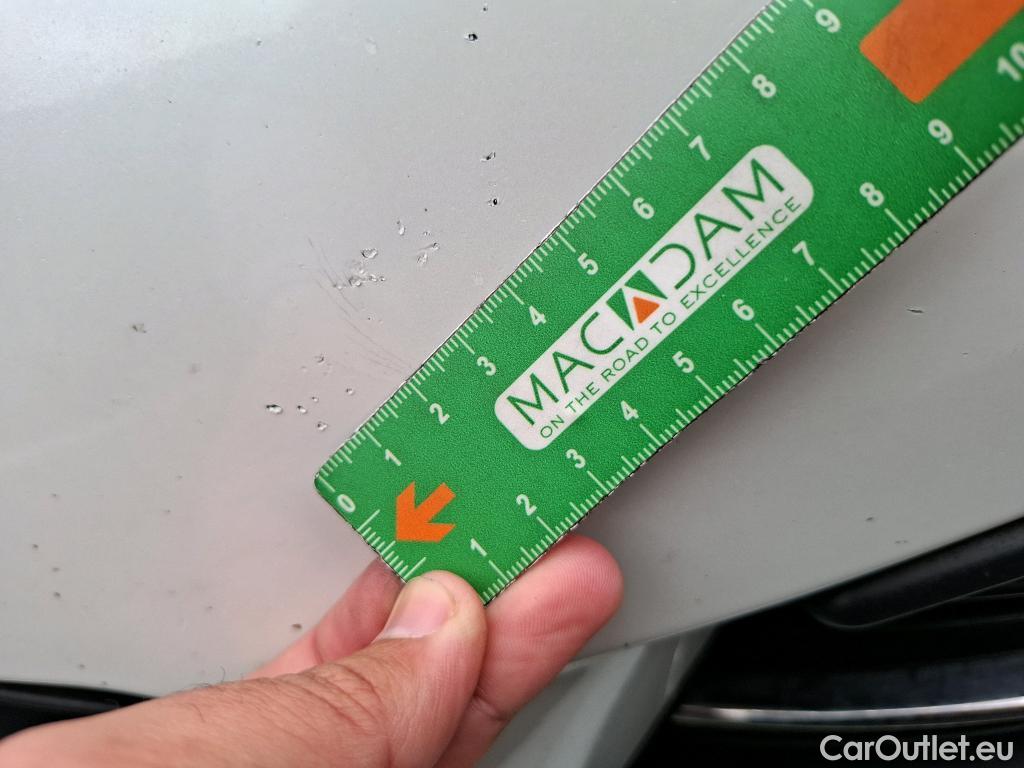 0 1 2 3 4 5 6 7 8 9
MACADAM
ON THE ROAD TO EXCELLENCE
1 2 3 4 5 6 7 8 9 10
CarOutlet.eu